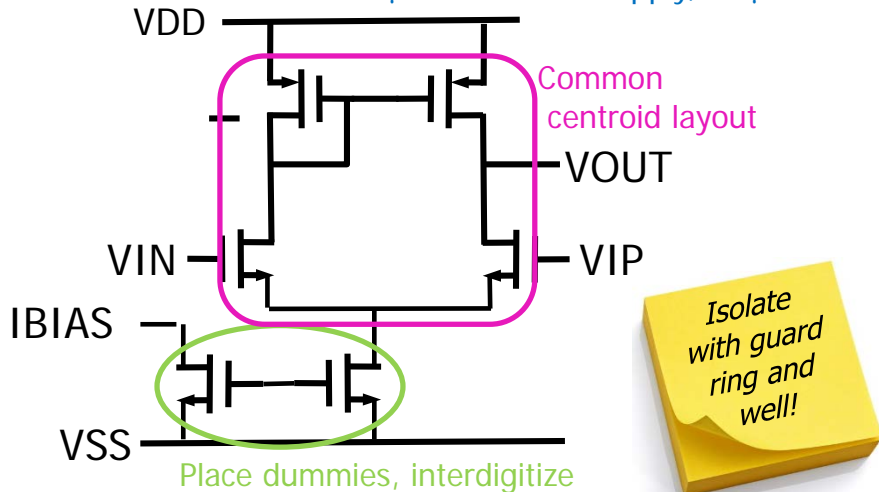 VDD
Common
centroid layout
VOUT
VIN
VIP
IBIAS
Isolate
with guard
ring and
well!
VSS
Place dummies, interdigitize